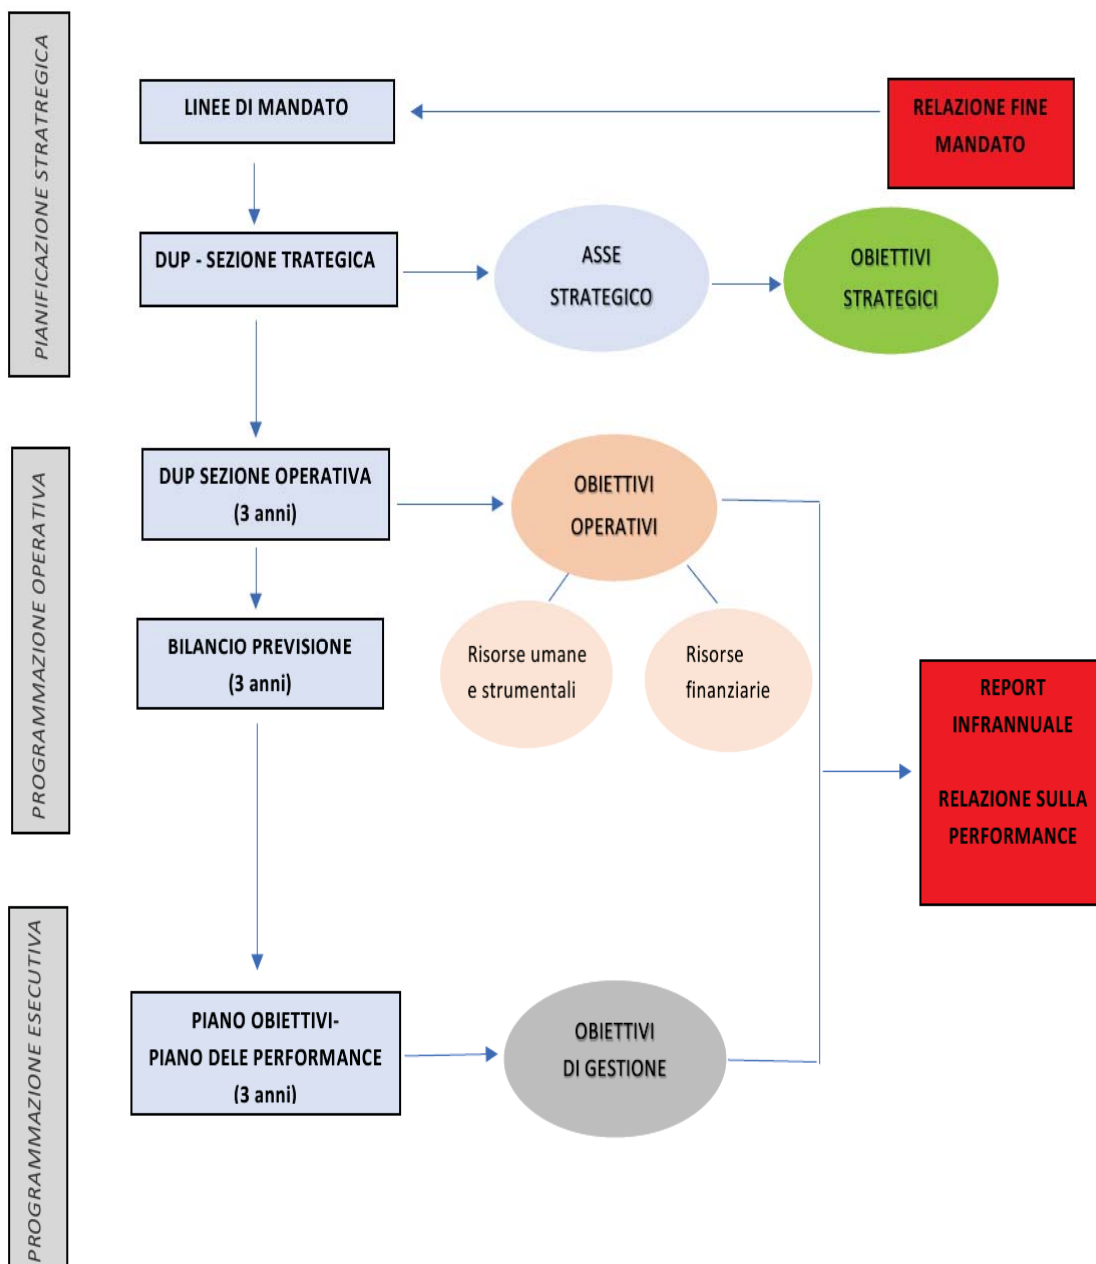 PIANIFICAZIONE STRATREGICA
LINEE DI MANDATO
RELAZIONE FINE
MANDATO
DUP - SEZIONE TRATEGICA
ASSE
STRATEGICO
OBIETTIVI
STRATEGICI
PROGRAMMAZIONE OPERATIVA
DUP SEZIONE OPERATIVA
(3 anni)
OBIETTIVI
OPERATIVI
BILANCIO PREVISIONE
(3 anni)
Risorse umane
e strumentali
Risorse
finanziarie
REPORT
INFRANNUALE
RELAZIONE SULLA
PERFORMANCE
PROGRAMMAZIONE ESECUTIVA
PIANO OBIETTIVI-
PIANO DELE PERFORMANCE
(3 anni)
OBIETTIVI
DI GESTIONE